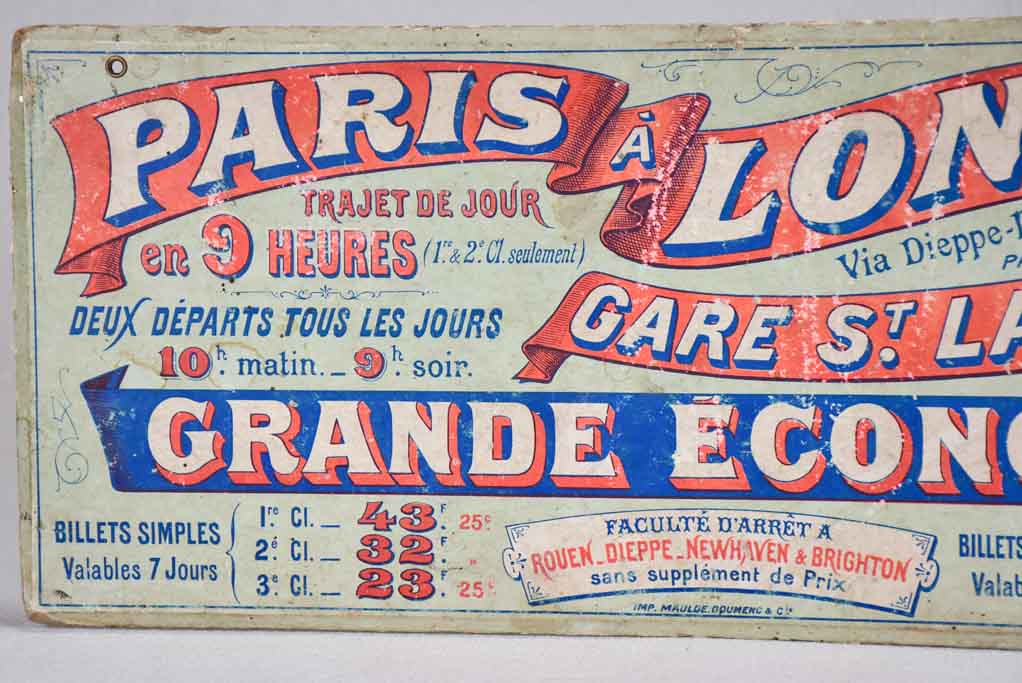 PARIS À LON
TRAJET DE JOUR
en 9 HEURES (1re & 2e Cl. seulement)
Via Dieppe-
DEUX DÉPARTS TOUS LES JOURS
10h. matin. _ 9h. soir.
GARE St. LA
GRANDE ÉCONO
BILLETS SIMPLES
Valables 7 Jours
1re Cl. _ 43F. 25c
2e Cl. _ 32F. "
3e Cl. _ 23F. 25c
FACULTÉ D'ARRÊT A
ROUEN_DIEPPE_NEWHAVEN & BRIGHTON
sans supplément de Prix
IMP. MAULDE. DOUMENC & Cie
BILLETS
Valab